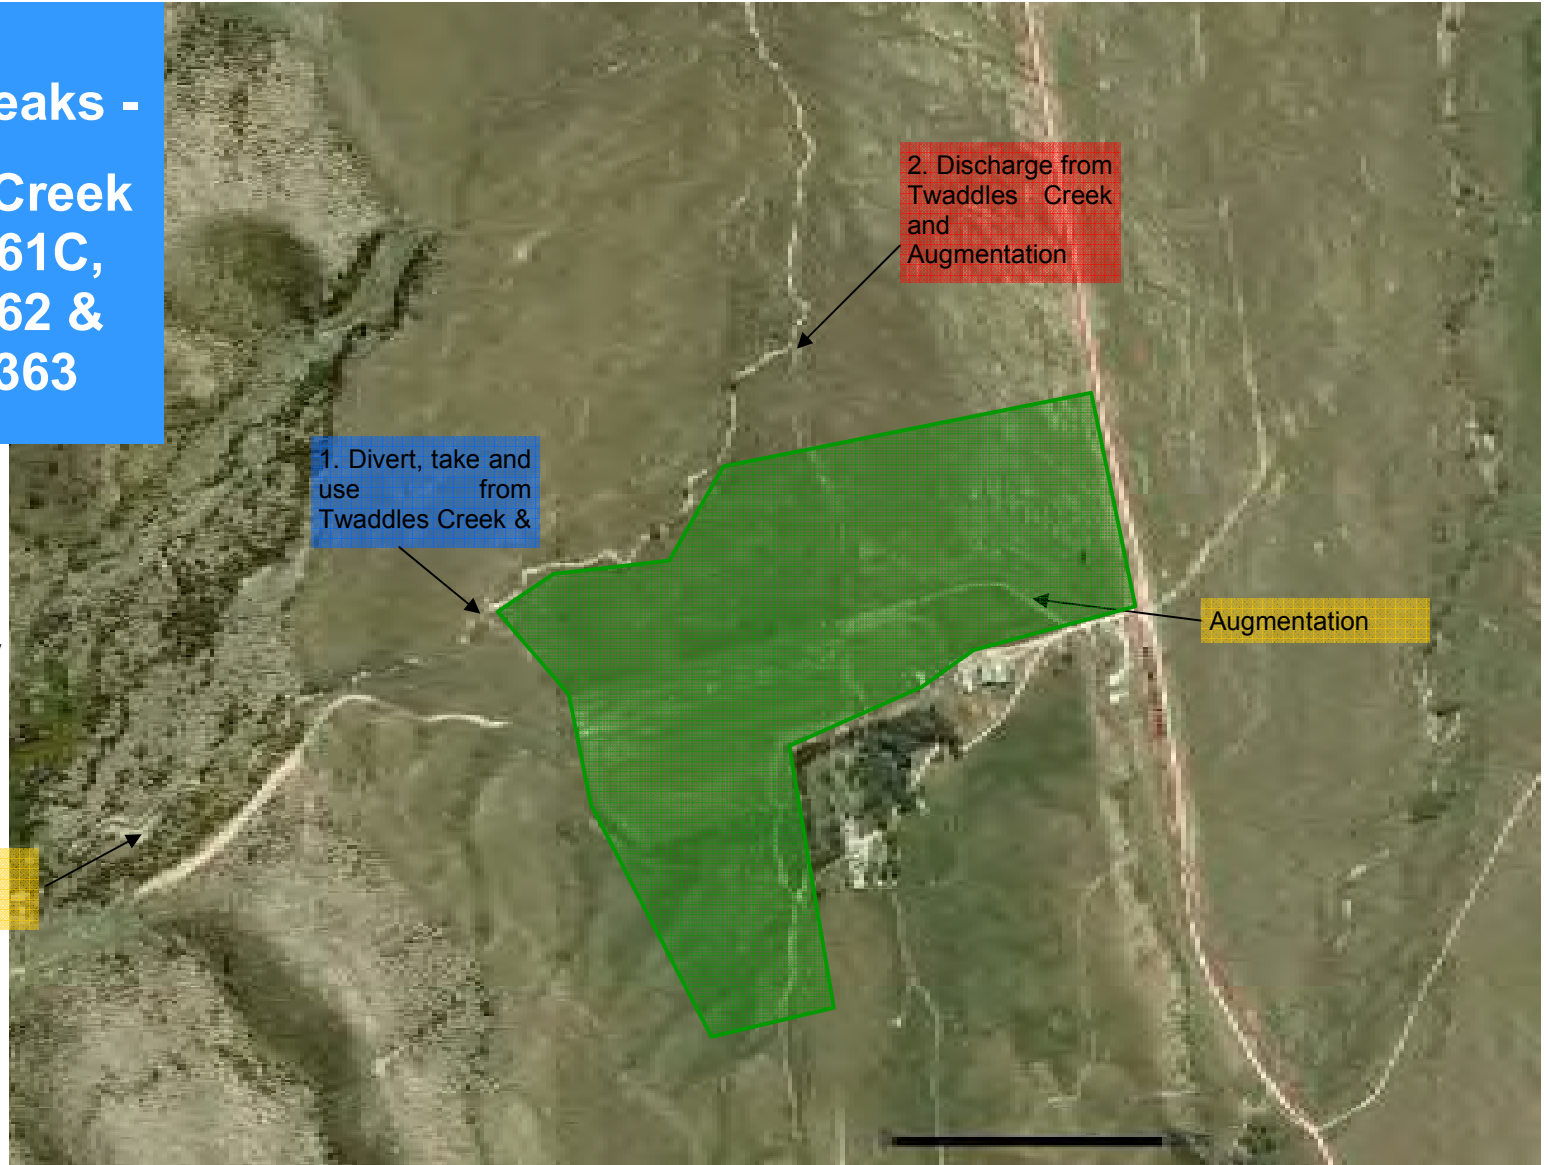 eaks -
Creek
61C,
62 &
363
2. Discharge from
Twaddles Creek
and
Augmentation
1. Divert, take and
use from
Twaddles Creek &
Augmentation